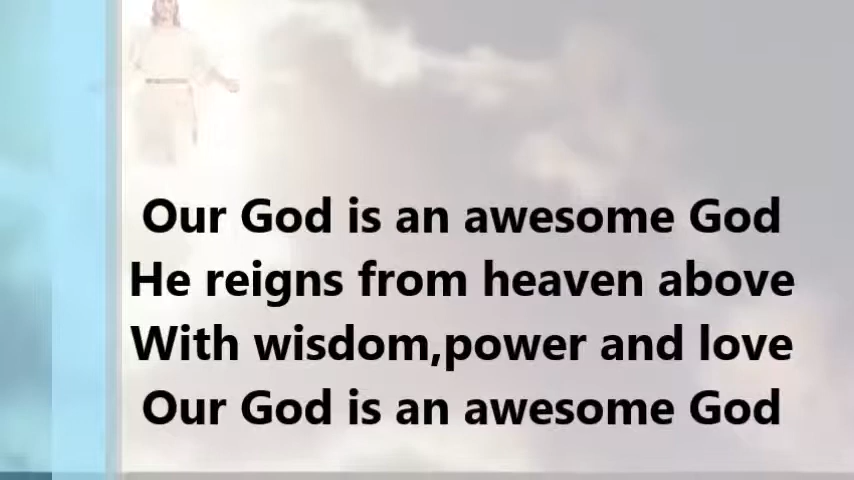 Our God is an awesome God
He reigns from heaven above
With wisdom,power and love
Our God is an awesome God